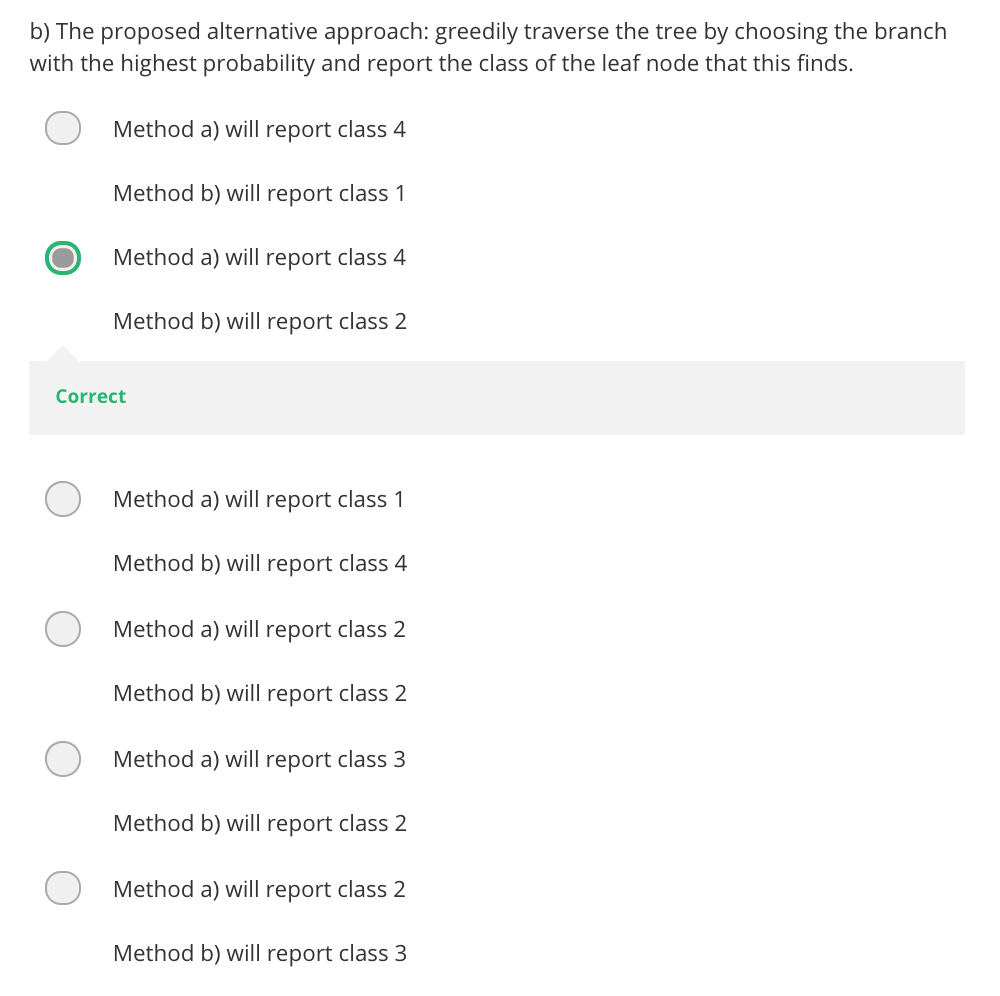 b) The proposed alternative approach: greedily traverse the tree by choosing the branch
with the highest probability and report the class of the leaf node that this finds.
Method a) will report class 4
Method b) will report class 1
Method a) will report class 4
Method b) will report class 2
Correct
Method a) will report class 1
Method b) will report class 4
Method a) will report class 2
Method b) will report class 2
Method a) will report class 3
Method b) will report class 2
Method a) will report class 2
Method b) will report class 3